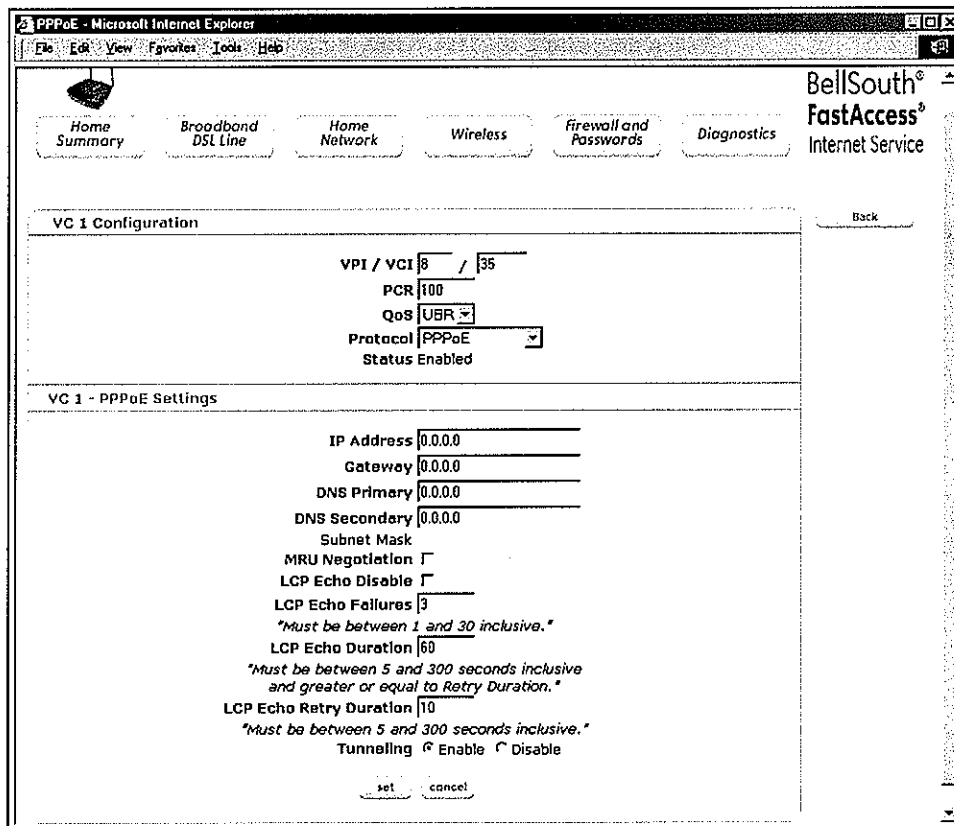 PPPoE - Microsoft Internet Explorer
File Edit View Favorites Tools Help
BellSouth®
FastAccess®
Internet Service
Home Summary
Broadband DSL Line
Home Network
Wireless
Firewall and Passwords
Diagnostics
Back
VC 1 Configuration
VPI / VCI 8 / 35
PCR 100
QoS UBR
Protocol PPPoE
Status Enabled
VC 1 - PPPoE Settings
IP Address 0.0.0.0
Gateway 0.0.0.0
DNS Primary 0.0.0.0
DNS Secondary 0.0.0.0
Subnet Mask
MRU Negotiation
LCP Echo Disable
LCP Echo Failures 3
"Must be between 1 and 30 inclusive."
LCP Echo Duration 60
"Must be between 5 and 300 seconds inclusive
and greater or equal to Retry Duration."
LCP Echo Retry Duration 10
"Must be between 5 and 300 seconds inclusive."
Tunneling Enable Disable
set cancel